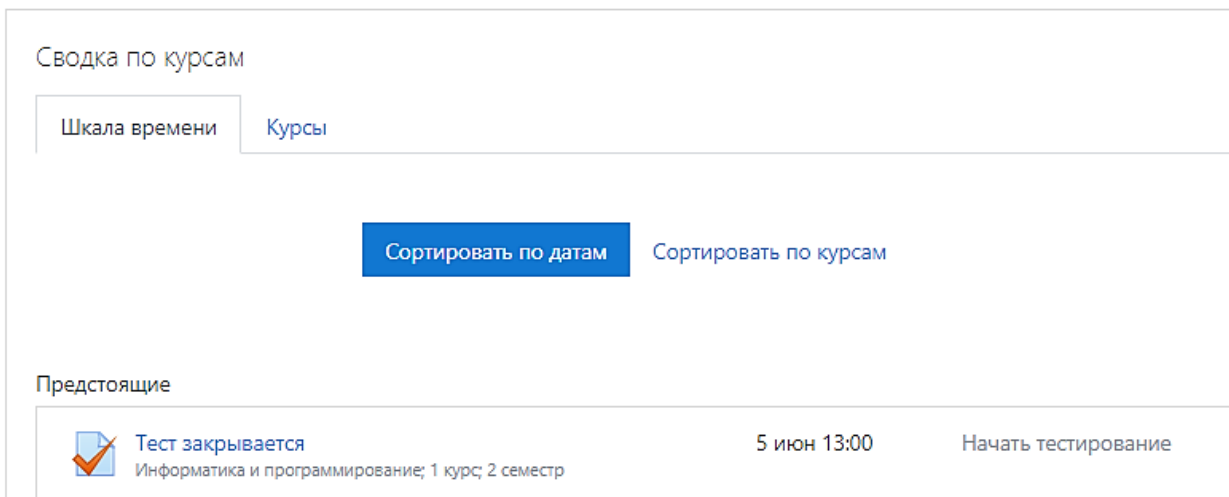 Сводка по курсам
Шкала времени Курсы
Сортировать по датам Сортировать по курсам
Предстоящие
Тест закрывается 5 июн 13:00 Начать тестирование
Информатика и программирование; 1 курс; 2 семестр